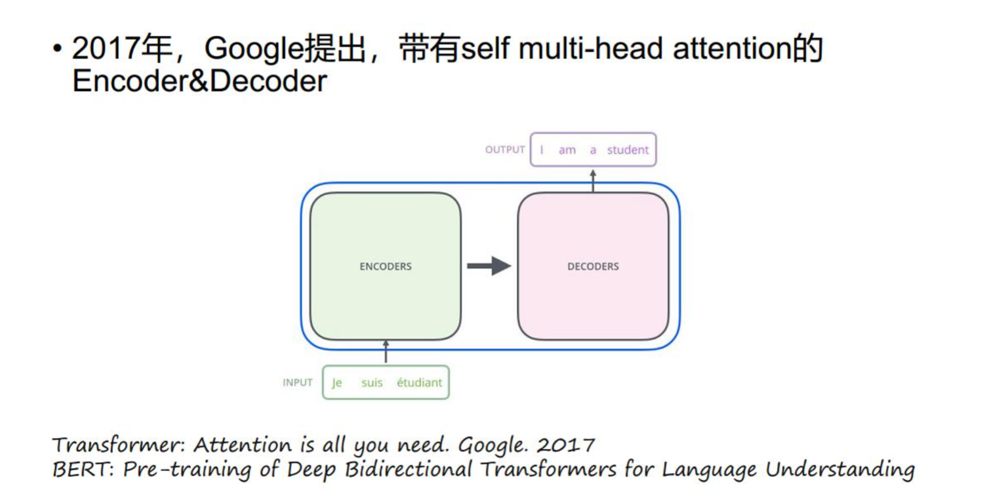 • 2017年，Google提出，带有self multi-head attention的
Encoder&Decoder
OUTPUT I am a student
ENCODERS DECODERS
INPUT Je suis étudiant
Transformer: Attention is all you need. Google. 2017
BERT: Pre-training of Deep Bidirectional Transformers for Language Understanding